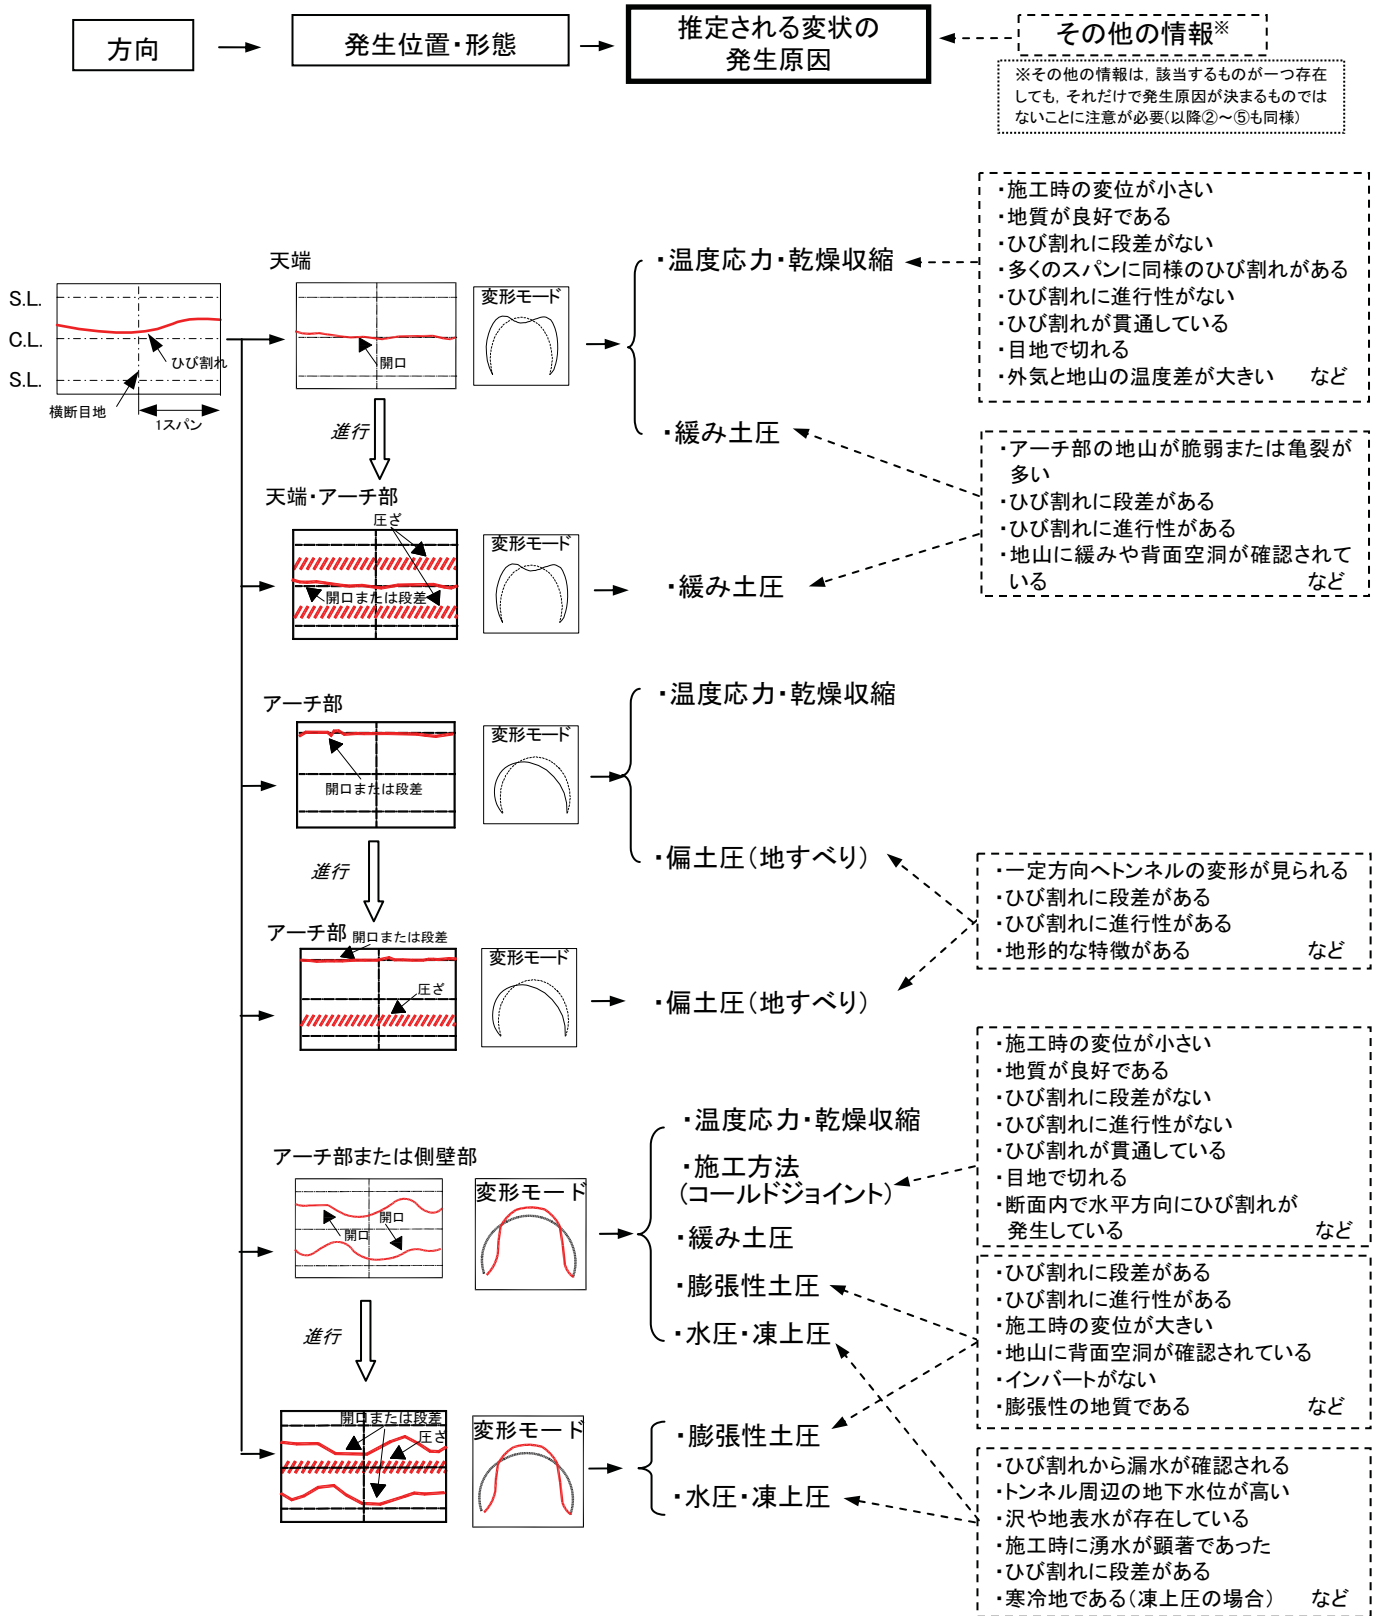 方向
発生位置・形態
推定される変状の
発生原因
その他の情報※
※その他の情報は，該当するものが一つ存在
しても，それだけで発生原因が決まるものでは
ないことに注意が必要(以降②～⑤も同様)
S.L.
C.L.
S.L.
ひび割れ
横断目地
1スパン
天端
開口
変形モード
・温度応力・乾燥収縮
・緩み土圧
・施工時の変位が小さい
・地質が良好である
・ひび割れに段差がない
・多くのスパンに同様のひび割れがある
・ひび割れに進行性がない
・ひび割れが貫通している
・目地で切れる
・外気と地山の温度差が大きい　など
進行
天端・アーチ部
圧ざ
開口または段差
変形モード
・緩み土圧
・アーチ部の地山が脆弱または亀裂が
多い
・ひび割れに段差がある
・ひび割れに進行性がある
・地山に緩みや背面空洞が確認されて
いる　など
アーチ部
開口または段差
変形モード
・温度応力・乾燥収縮
・偏土圧(地すべり)
進行
・一定方向へトンネルの変形が見られる
・ひび割れに段差がある
・ひび割れに進行性がある
・地形的な特徴がある　など
アーチ部
開口または段差
圧ざ
変形モード
・偏土圧(地すべり)
アーチ部または側壁部
開口
開口
変形モード
・温度応力・乾燥収縮
・施工方法
(コールドジョイント)
・緩み土圧
・膨張性土圧
・水圧・凍上圧
・施工時の変位が小さい
・地質が良好である
・ひび割れに段差がない
・ひび割れに進行性がない
・ひび割れが貫通している
・目地で切れる
・断面内で水平方向にひび割れが
発生している　など
進行
・ひび割れに段差がある
・ひび割れに進行性がある
・施工時の変位が大きい
・地山に背面空洞が確認されている
・インバートがない
・膨張性の地質である　など
開口または段差
圧ざ
変形モード
・膨張性土圧
・水圧・凍上圧
・ひび割れから漏水が確認される
・トンネル周辺の地下水位が高い
・沢や地表水が存在している
・施工時に湧水が顕著であった
・ひび割れに段差がある
・寒冷地である(凍上圧の場合)　など